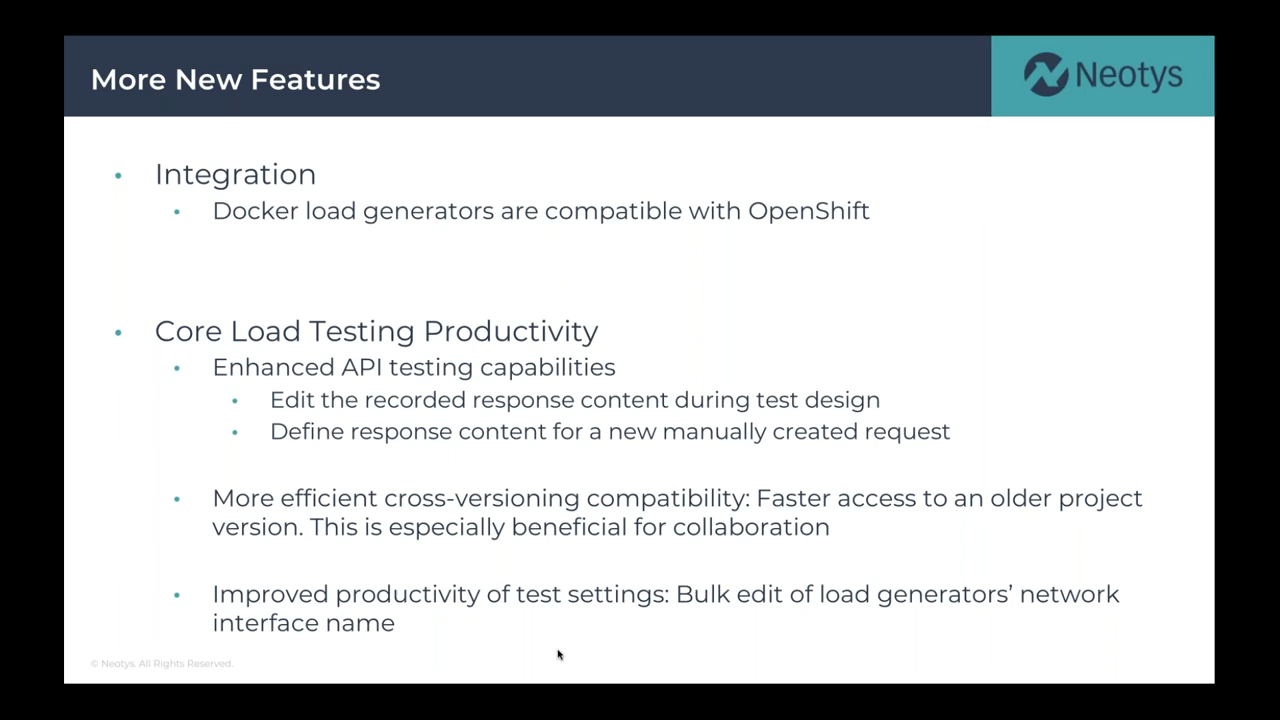 More New Features
Neotys
• Integration
• Docker load generators are compatible with OpenShift
• Core Load Testing Productivity
• Enhanced API testing capabilities
• Edit the recorded response content during test design
• Define response content for a new manually created request
• More efficient cross-versioning compatibility: Faster access to an older project
version. This is especially beneficial for collaboration
• Improved productivity of test settings: Bulk edit of load generators’ network
interface name
© Neotys. All Rights Reserved.